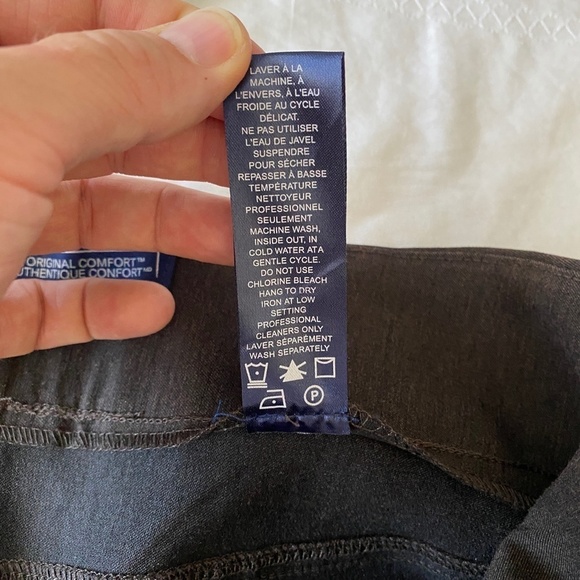 LAVER À LA
MACHINE, À
L'ENVERS, À L'EAU
FROIDE AU CYCLE
DÉLICAT.
NE PAS UTILISER
L'EAU DE JAVEL
SUSPENDRE
POUR SÉCHER
REPASSER À BASSE
TEMPÉRATURE
NETTOYEUR
PROFESSIONNEL
SEULEMENT
MACHINE WASH,
INSIDE OUT, IN
COLD WATER AT A
GENTLE CYCLE.
DO NOT USE
CHLORINE BLEACH
HANG TO DRY
IRON AT LOW
SETTING
PROFESSIONAL
CLEANERS ONLY
LAVER SÉPARÉMENT
WASH SEPARATELY
P
ORIGINAL COMFORT™
AUTHENTIQUE CONFORT MD